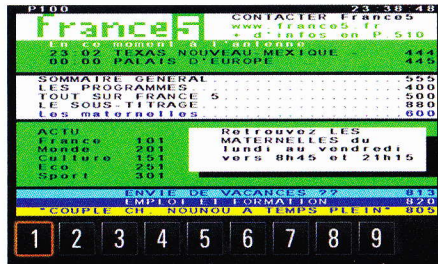 P100 23:38:48
France5 CONTACTER France5
www.france5.fr
+ d'infos en P.510
En ce moment à l'antenne
23:02 TEXAS NOUVEAU-MEXIQUE - 444
00:00 PALAIS D'EUROPE 445
SOMMAIRE GENERAL 555
LES PROGRAMMES 400
TOUT SUR FRANCE 5 500
LE SOUS-TITRAGE 880
Les maternelles 600
ACTU
France 101
Monde 201
Culture 151
Eco 251
Sport 301
Retrouvez LES
MATERNELLES du
lundi au vendredi
vers 8h45 et 21h15
ENVIE DE VACANCES ?? 813
EMPLOI ET FORMATION 820
"COUPLE CH. NOUNOU A TEMPS PLEIN" 805
1 2 3 4 5 6 7 8 9